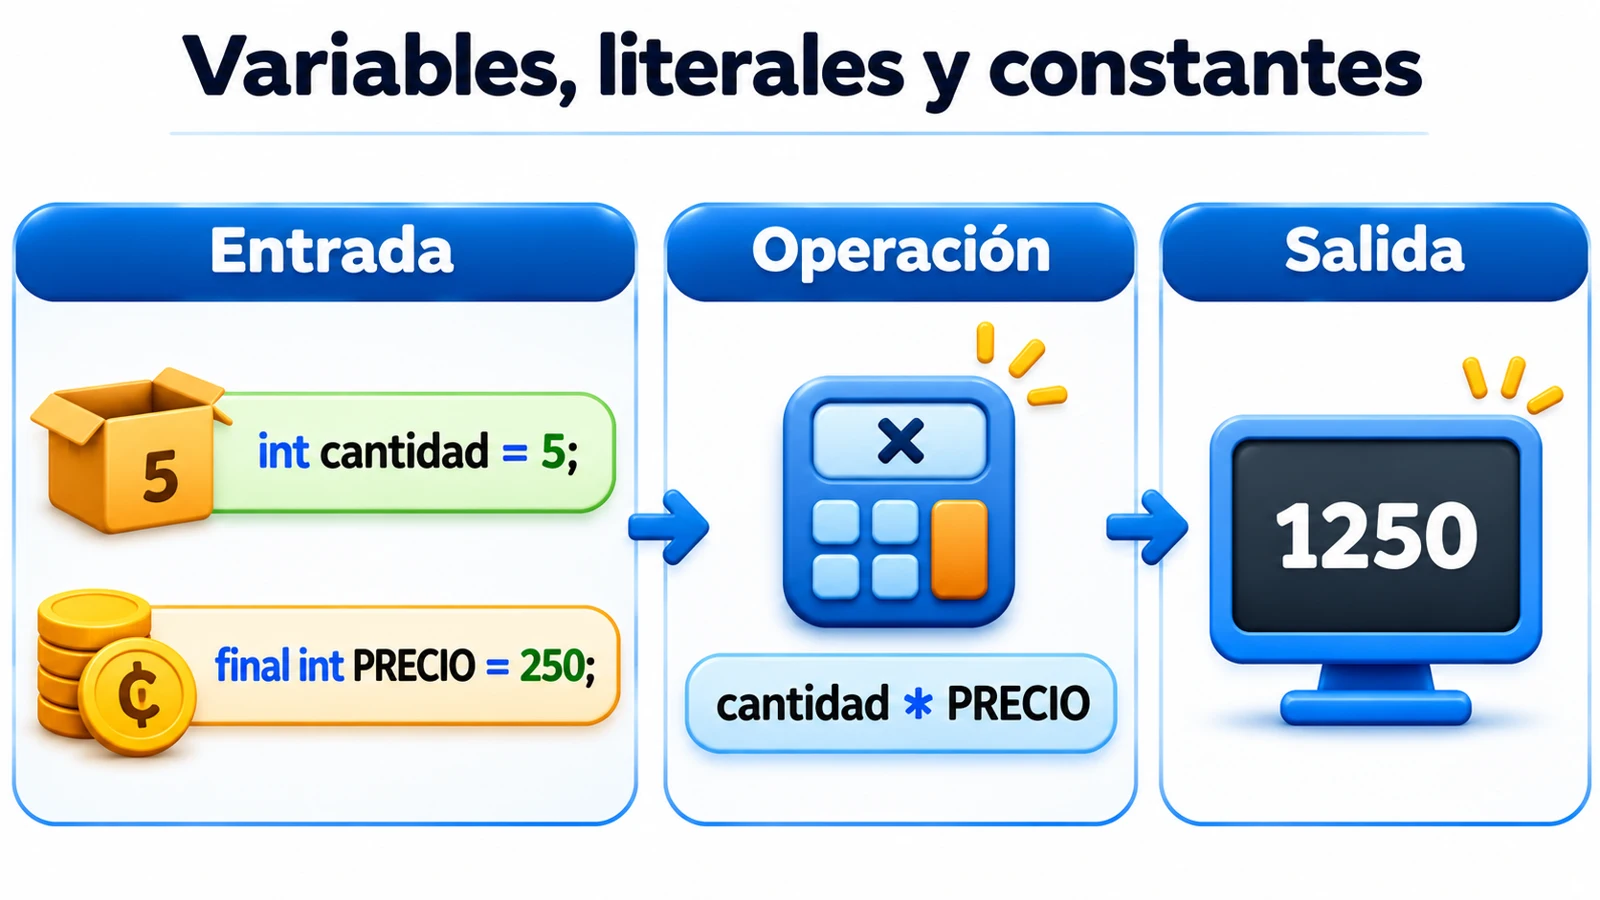 Variables, literales y constantes
Entrada
5
int cantidad = 5;
₵
final int PRECIO = 250;
Operación
×
cantidad * PRECIO
Salida
1250